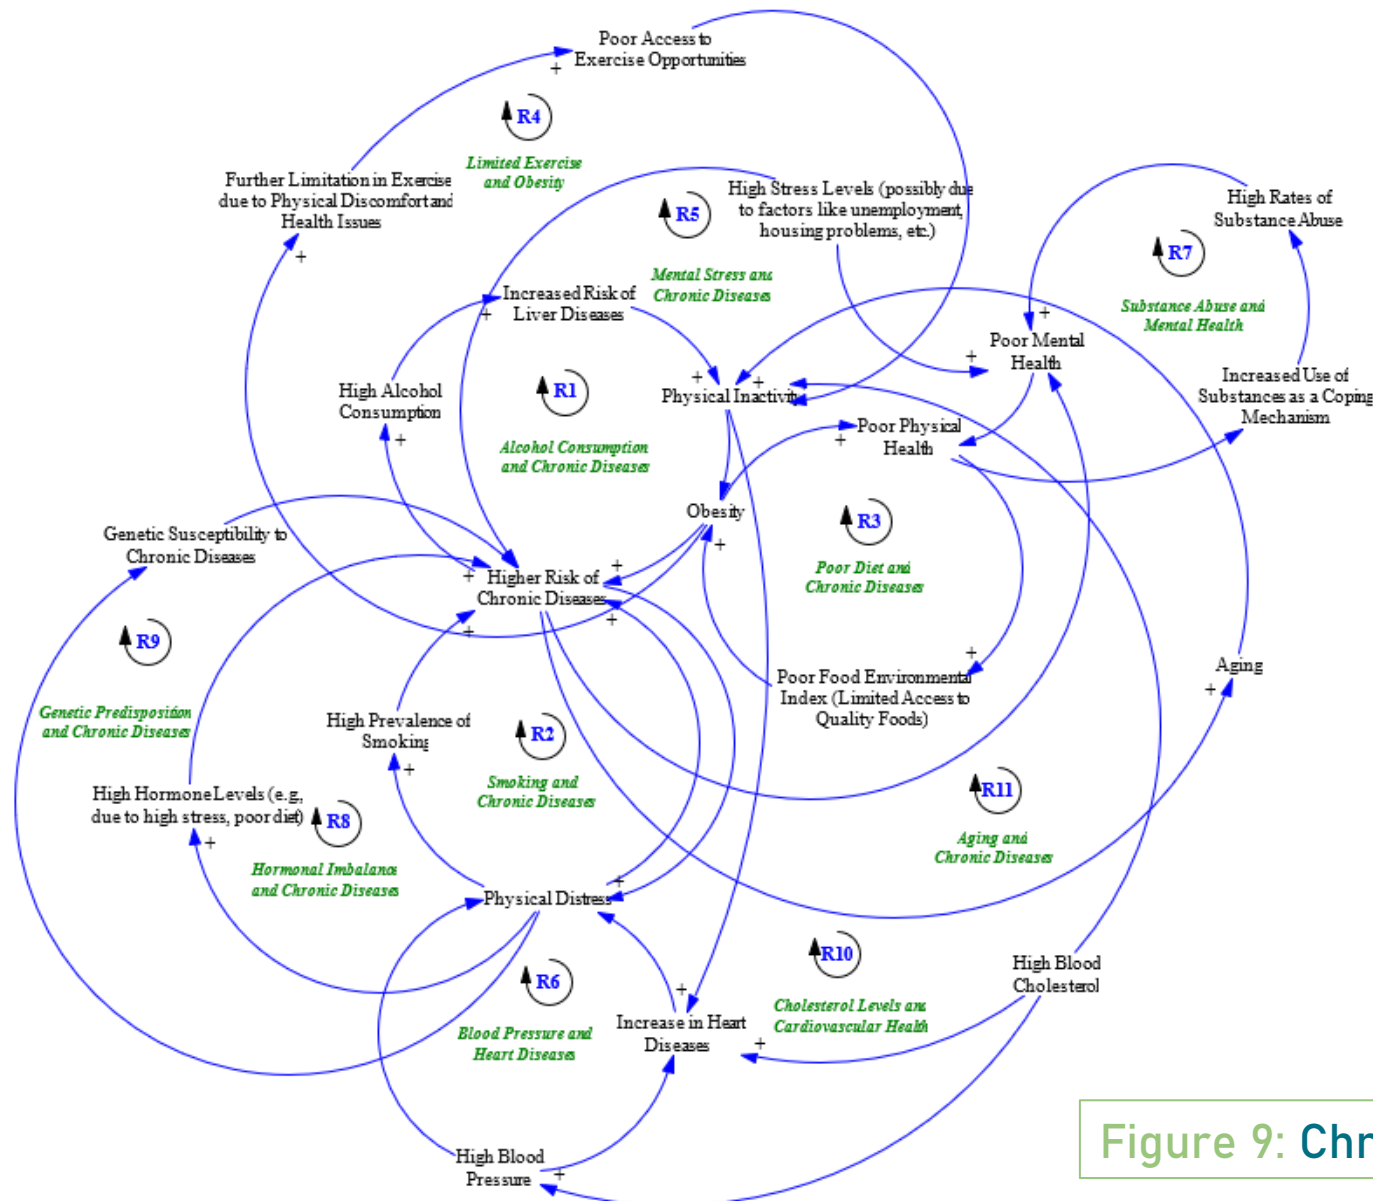 Poor Access to
Exercise Opportunities
+
R4
Limited Exercise
and Obesity
Further Limitation in Exercise
due to Physical Discomfort and
Health Issues
+
High Stress Levels (possibly due
to factors like unemployment,
housing problems, etc.)
R5
Mental Stress and
Chronic Diseases
High Rates of
Substance Abuse
R7
Substance Abuse and
Mental Health
Increased Risk of
Liver Diseases
+
+
Poor Mental
Health
+
Increased Use of
Substances as a Coping
Mechanism
High Alcohol
Consumption
+
R1
Alcohol Consumption
and Chronic Diseases
+
+
Physical Inactivity
Poor Physical
Health
+
Obesity
+
R3
Poor Diet and
Chronic Diseases
Genetic Susceptibility to
Chronic Diseases
+
+
Higher Risk of
Chronic Diseases
+
+
R9
Genetic Predisposition
and Chronic Diseases
+
Poor Food Environmental
Index (Limited Access to
Quality Foods)
Aging
+
High Prevalence of
Smoking
+
R2
Smoking and
Chronic Diseases
High Hormone Levels (e.g,
due to high stress, poor diet)
+
R8
Hormonal Imbalance
and Chronic Diseases
R11
Aging and
Chronic Diseases
+
Physical Distress
R6
Blood Pressure and
Heart Diseases
+
Increase in Heart
Diseases
R10
Cholesterol Levels and
Cardiovascular Health
+
High Blood
Cholesterol
High Blood
Pressure
+
Figure 9: Chr